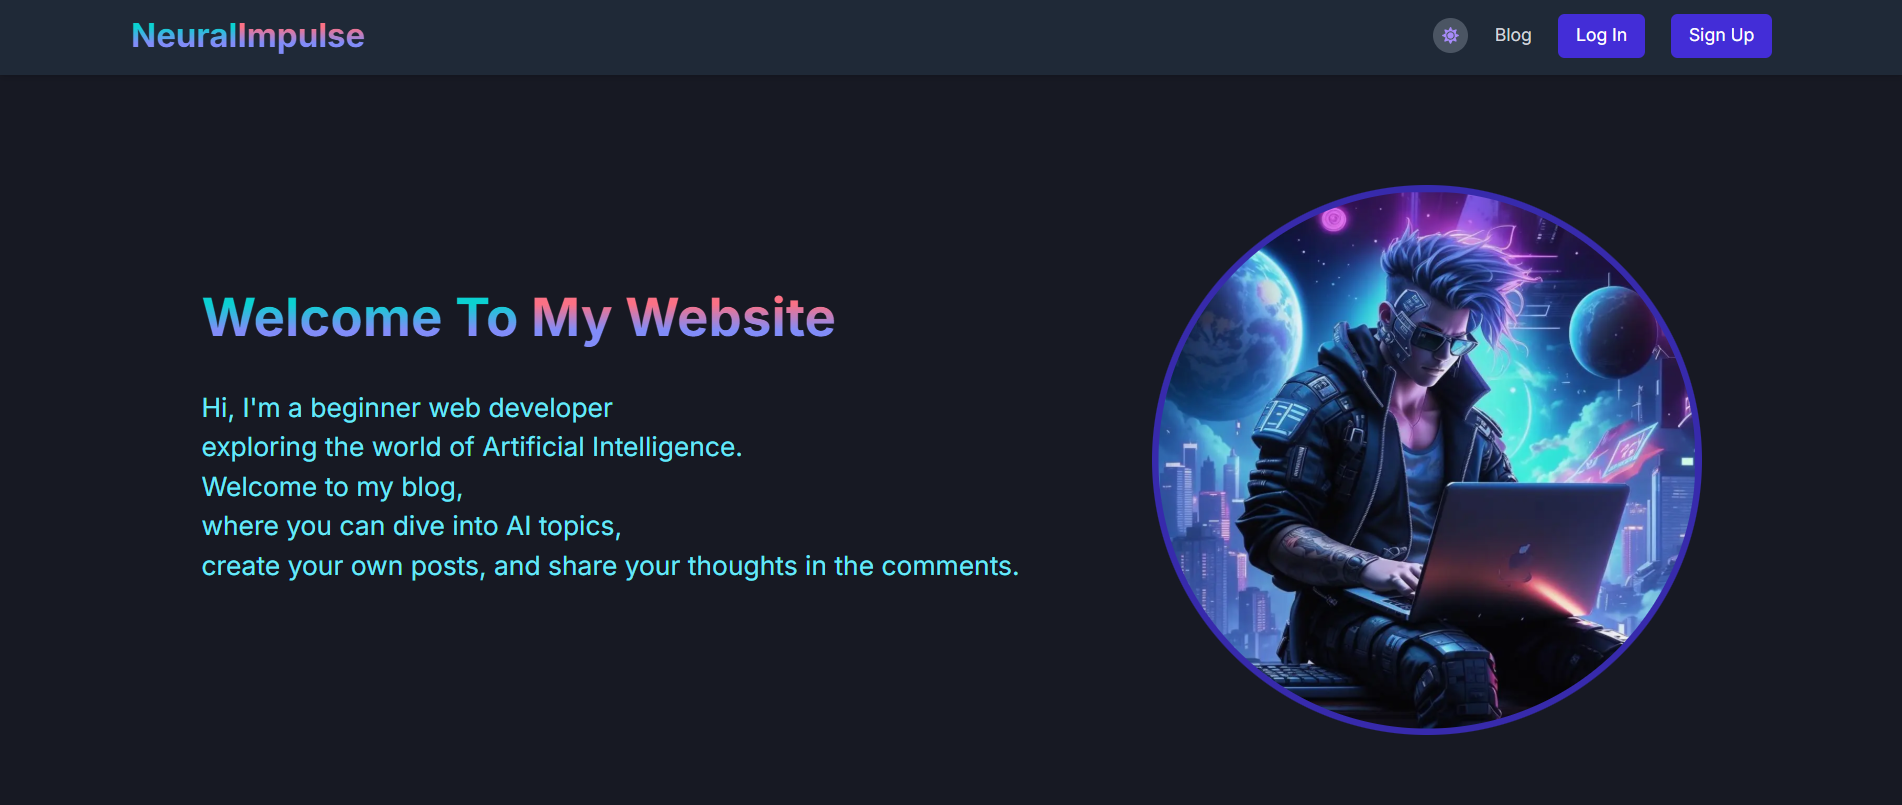 NeuralImpulse
Blog
Log In
Sign Up
Welcome To My Website
Hi, I'm a beginner web developer
exploring the world of Artificial Intelligence.
Welcome to my blog,
where you can dive into AI topics,
create your own posts, and share your thoughts in the comments.